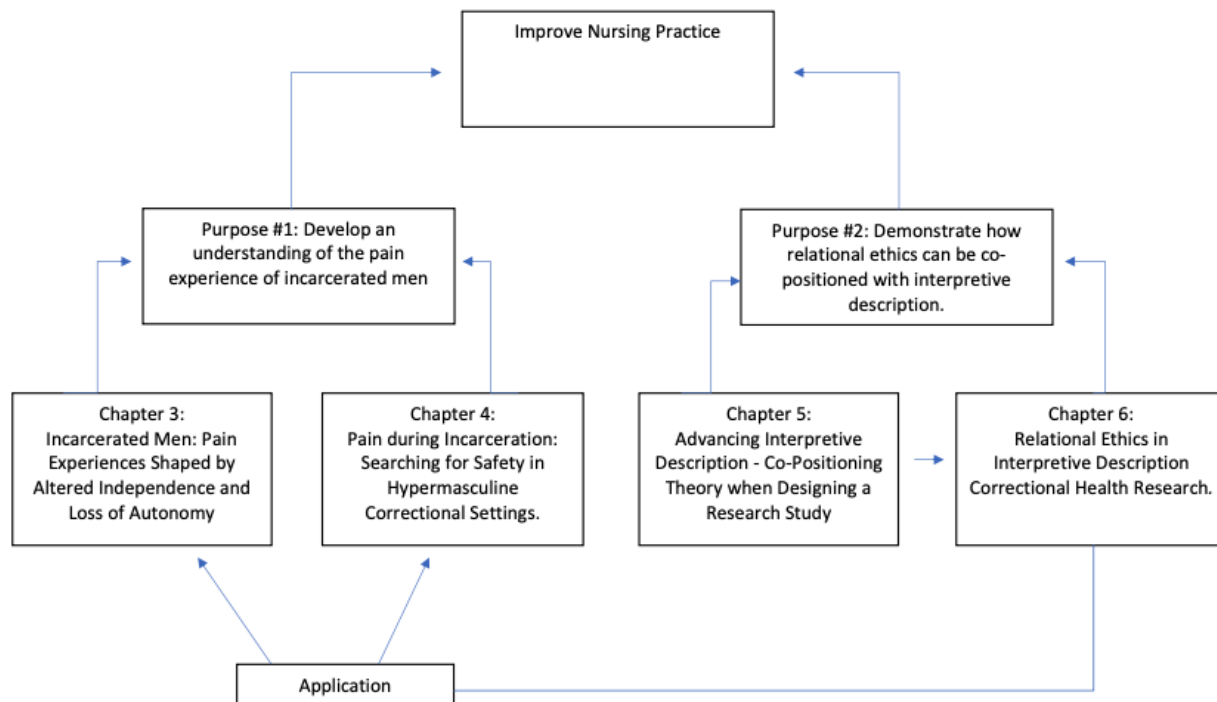 Improve Nursing Practice
Purpose #1: Develop an
understanding of the pain
experience of incarcerated men
Purpose #2: Demonstrate how
relational ethics can be co-
positioned with interpretive
description.
Chapter 3:
Incarcerated Men: Pain
Experiences Shaped by
Altered Independence and
Loss of Autonomy
Chapter 4:
Pain during Incarceration:
Searching for Safety in
Hypermasculine
Correctional Settings.
Chapter 5:
Advancing Interpretive
Description - Co-Positioning
Theory when Designing a
Research Study
Chapter 6:
Relational Ethics in
Interpretive Description
Correctional Health Research.
Application